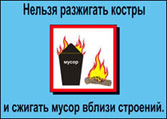 Нельзя разжигать костры
мусор
и сжигать мусор вблизи строений.